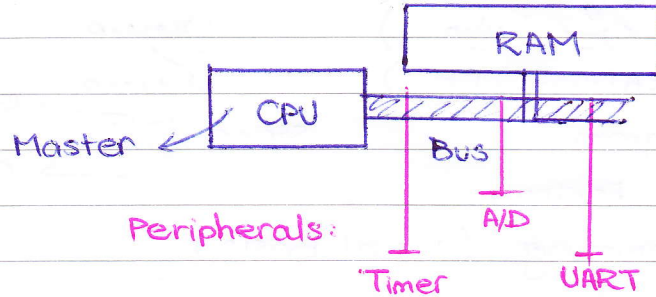 RAM
CPU
Master
Bus
A/D
Peripherals:
Timer
UART